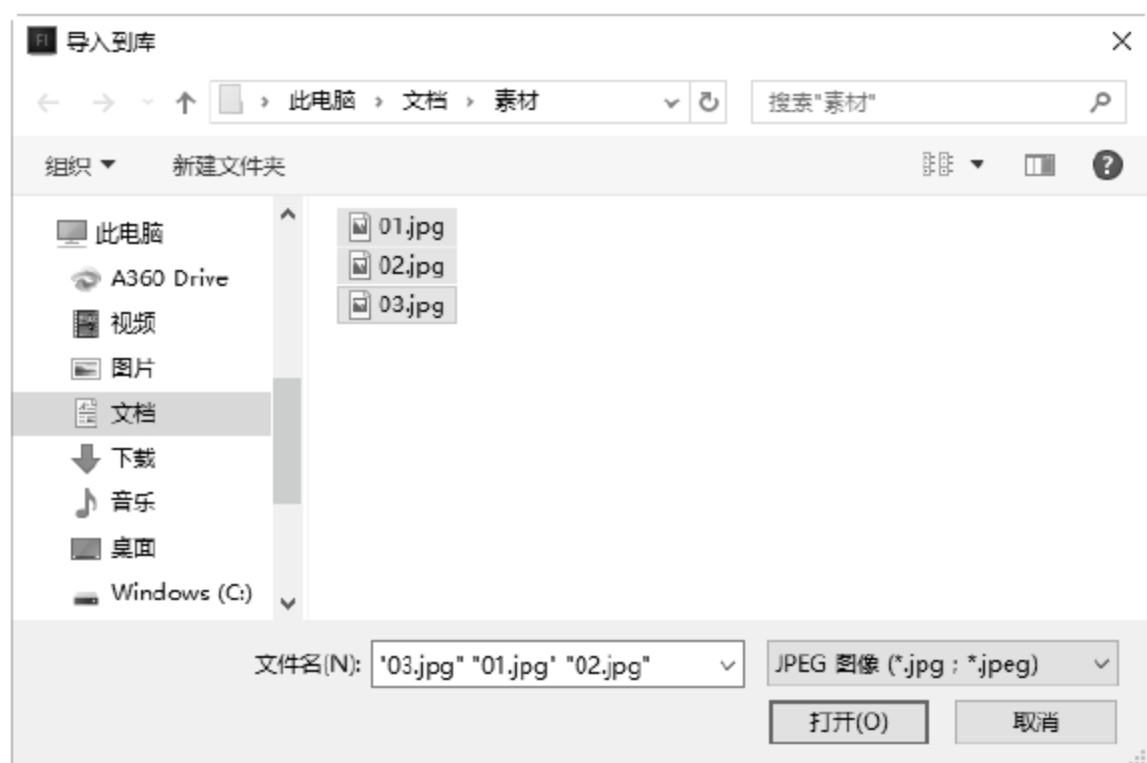 Fl 导入到库
此电脑 › 文档 › 素材 搜索"素材"
组织 新建文件夹
此电脑
A360 Drive
视频
图片
文档
下载
音乐
桌面
Windows (C:)
01.jpg
02.jpg
03.jpg
文件名(N): "03.jpg" "01.jpg" "02.jpg" JPEG 图像 (*.jpg ; *.jpeg)
打开(O) 取消